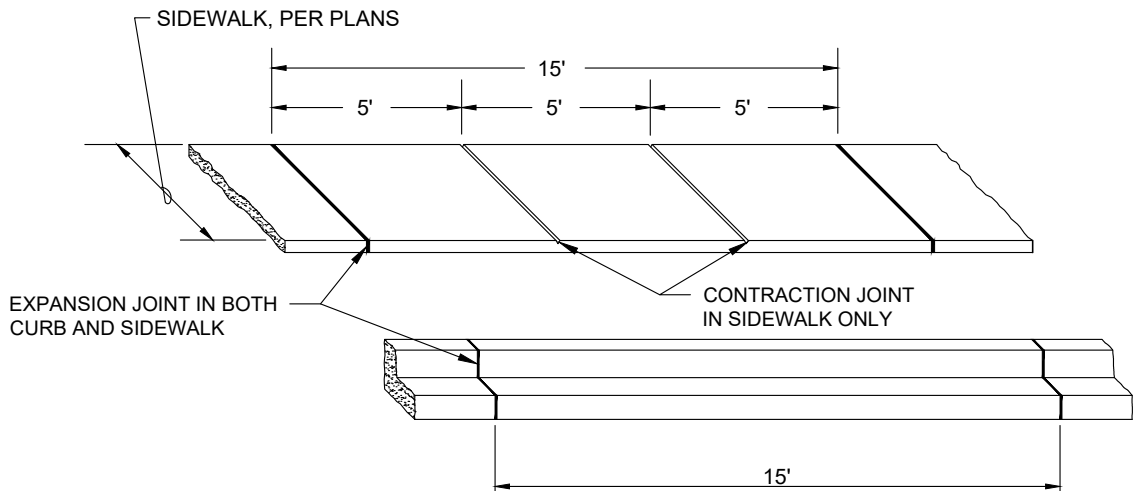 SIDEWALK, PER PLANS
15'
5' 5' 5'
EXPANSION JOINT IN BOTH
CURB AND SIDEWALK
CONTRACTION JOINT
IN SIDEWALK ONLY
15'